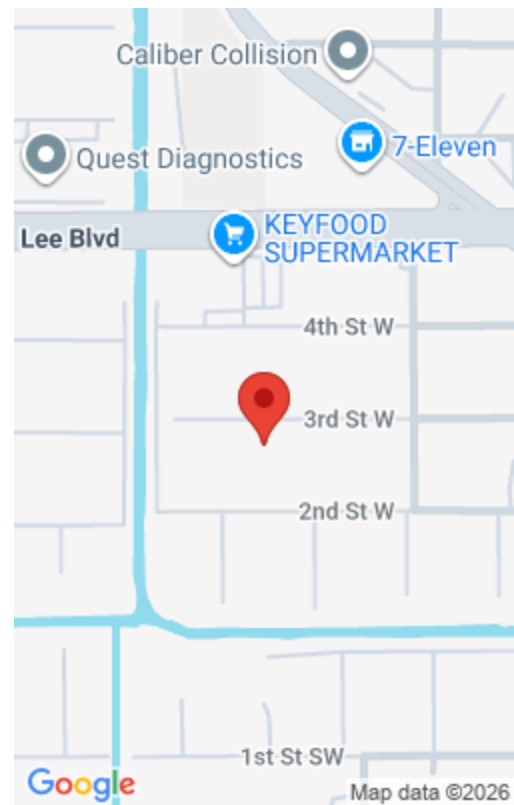 Caliber Collision
7-Eleven
Quest Diagnostics
KEYFOOD
SUPERMARKET
Lee Blvd
4th St W
3rd St W
2nd St W
1st St SW
Google
Map data ©2026